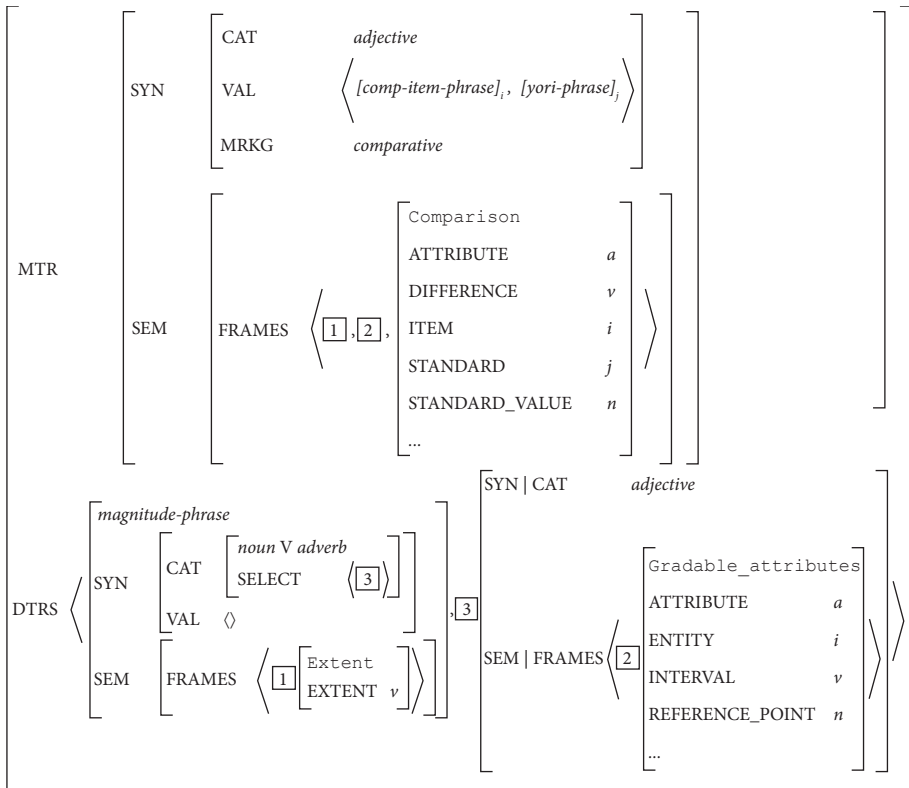 CAT adjective
SYN VAL ⟨[comp-item-phrase]i, [yori-phrase]j⟩
MRKG comparative
Comparison
ATTRIBUTE a
MTR
DIFFERENCE v
SEM FRAMES ⟨1, 2, ITEM i
STANDARD j
STANDARD_VALUE n
...
SYN | CAT adjective
magnitude-phrase
noun V adverb
CAT
SELECT ⟨3⟩
SYN
VAL ⟨⟩
Gradable_attributes
ATTRIBUTE a
DTRS , 3
ENTITY i
SEM | FRAMES ⟨2
Extent
SEM FRAMES ⟨1
EXTENT v
INTERVAL v
REFERENCE_POINT n
...